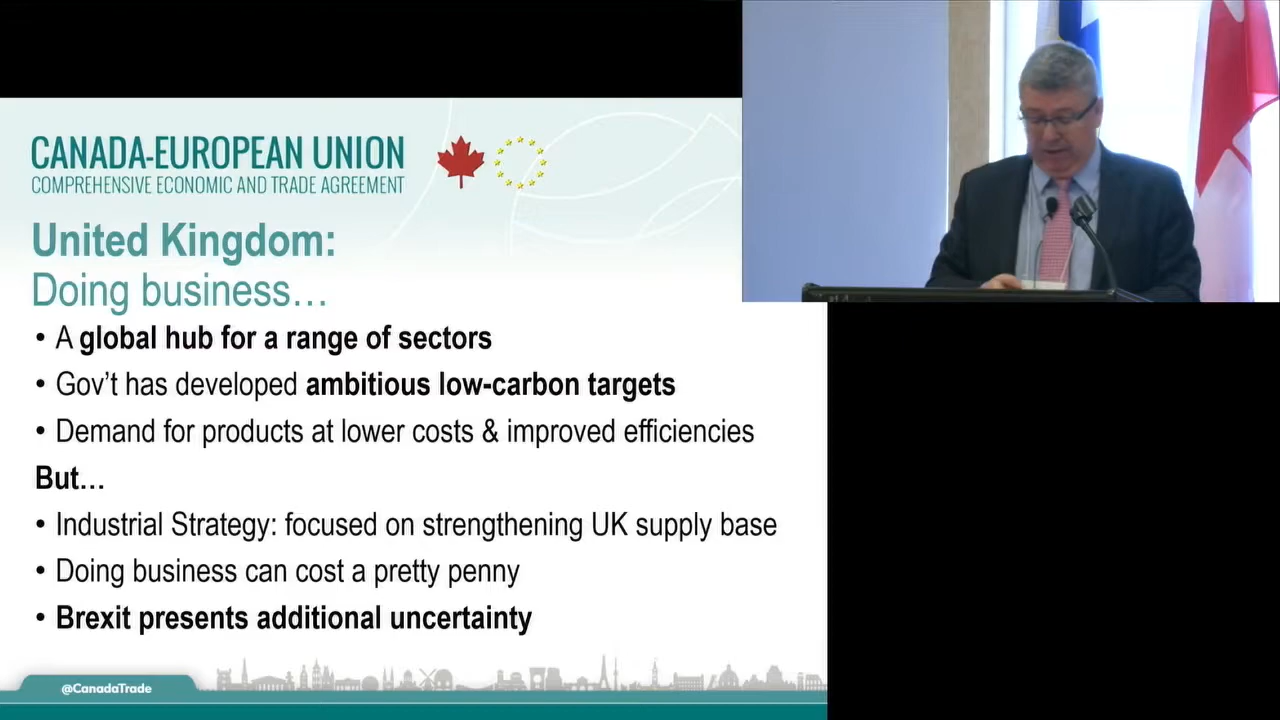 CANADA-EUROPEAN UNION
COMPREHENSIVE ECONOMIC AND TRADE AGREEMENT
United Kingdom:
Doing business…
• A global hub for a range of sectors
• Gov't has developed ambitious low-carbon targets
• Demand for products at lower costs & improved efficiencies
But…
• Industrial Strategy: focused on strengthening UK supply base
• Doing business can cost a pretty penny
• Brexit presents additional uncertainty
@CanadaTrade